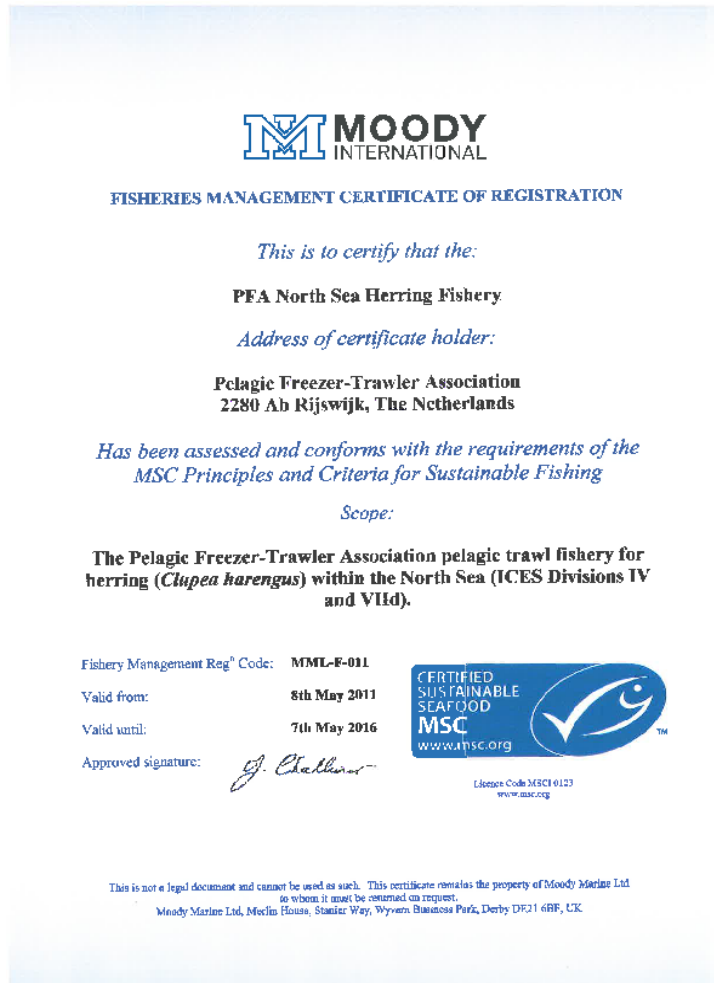 MOODY
INTERNATIONAL
FISHERIES MANAGEMENT CERTIFICATE OF REGISTRATION
This is to certify that the:
PFA North Sea Herring Fishery
Address of certificate holder:
Pelagic Freezer-Trawler Association
2280 Ab Rijswijk, The Netherlands
Has been assessed and conforms with the requirements of the
MSC Principles and Criteria for Sustainable Fishing
Scope:
The Pelagic Freezer-Trawler Association pelagic trawl fishery for
herring (Clupea harengus) within the North Sea (ICES Divisions IV
and VIId).
Fishery Management Regⁿ Code: MML-F-011
Valid from: 8th May 2011
Valid until: 7th May 2016
Approved signature:
CERTIFIED
SUSTAINABLE
SEAFOOD
MSC
www.msc.org
TM
Licence Code MSCI 0123
www.msc.org
This is not a legal document and cannot be used as such. This certificate remains the property of Moody Marine Ltd
to whom it must be returned on request.
Moody Marine Ltd, Merlin House, Stanier Way, Wyvern Business Park, Derby DE21 6BF, UK